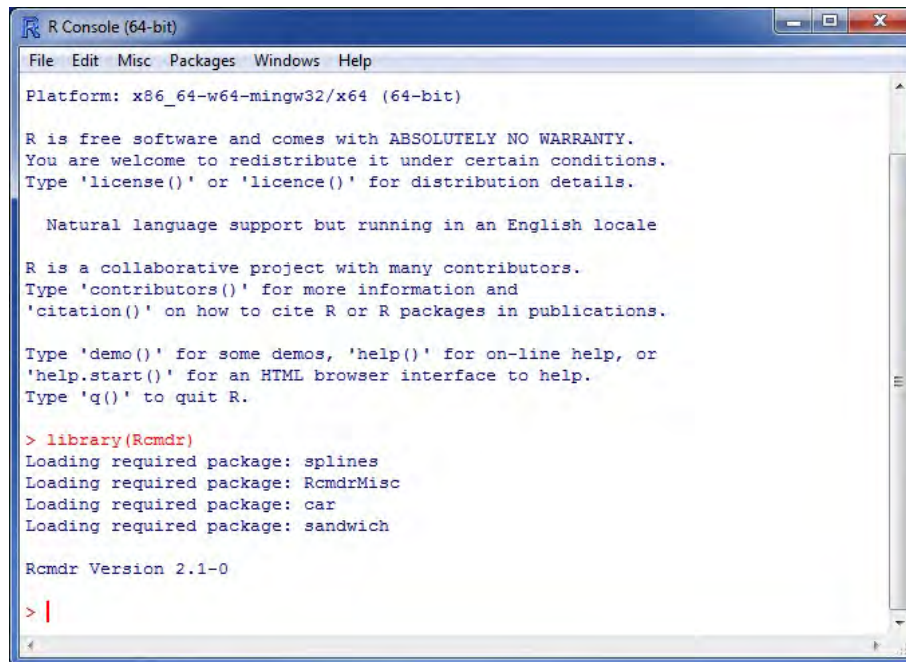 R Console (64-bit)
File Edit Misc Packages Windows Help
Platform: x86_64-w64-mingw32/x64 (64-bit)
R is free software and comes with ABSOLUTELY NO WARRANTY.
You are welcome to redistribute it under certain conditions.
Type 'license()' or 'licence()' for distribution details.
Natural language support but running in an English locale
R is a collaborative project with many contributors.
Type 'contributors()' for more information and
'citation()' on how to cite R or R packages in publications.
Type 'demo()' for some demos, 'help()' for on-line help, or
'help.start()' for an HTML browser interface to help.
Type 'q()' to quit R.
> library(Rcmdr)
Loading required package: splines
Loading required package: RcmdrMisc
Loading required package: car
Loading required package: sandwich
Rcmdr Version 2.1-0
>